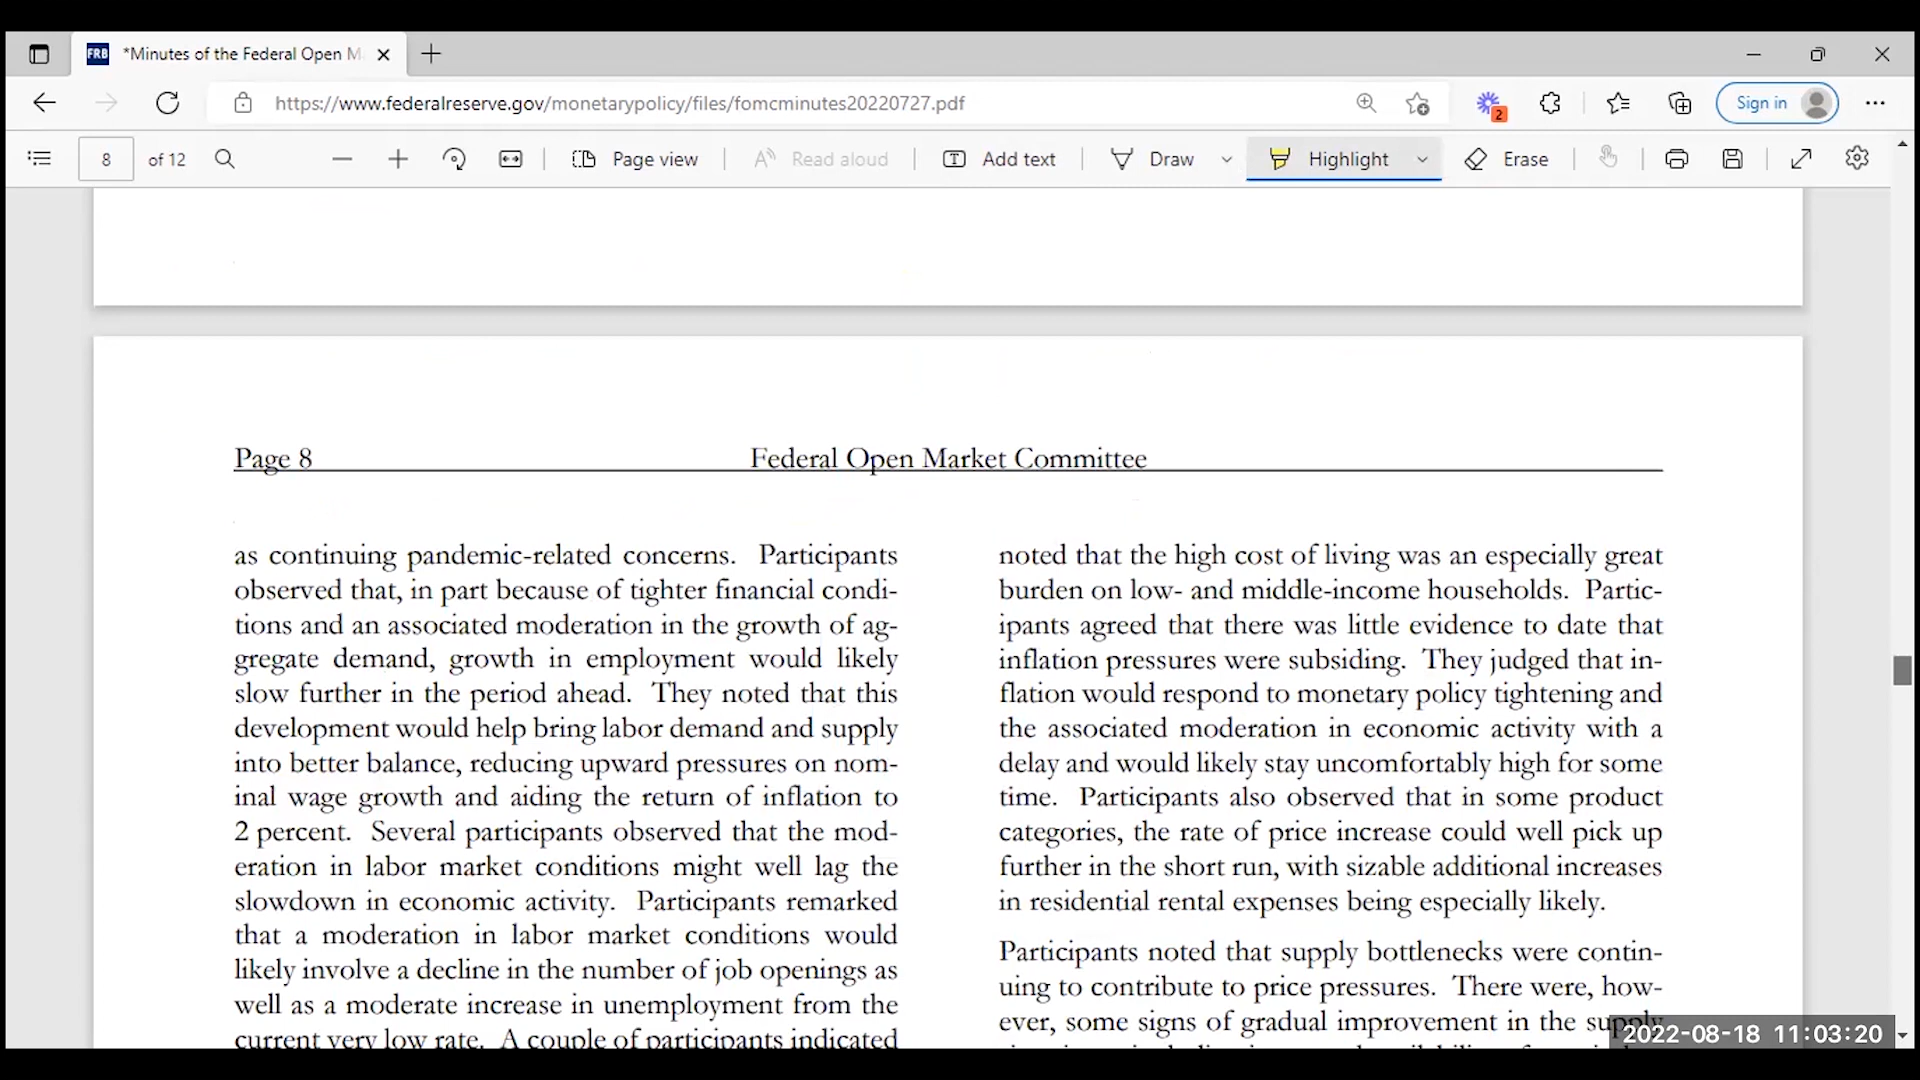 FRB *Minutes of the Federal Open M
https://www.federalreserve.gov/monetarypolicy/files/fomcminutes20220727.pdf
2
Sign in
8 of 12
Page view
Read aloud
Add text
Draw
Highlight
Erase
Page 8 Federal Open Market Committee
as continuing pandemic-related concerns. Participants
observed that, in part because of tighter financial condi-
tions and an associated moderation in the growth of ag-
gregate demand, growth in employment would likely
slow further in the period ahead. They noted that this
development would help bring labor demand and supply
into better balance, reducing upward pressures on nom-
inal wage growth and aiding the return of inflation to
2 percent. Several participants observed that the mod-
eration in labor market conditions might well lag the
slowdown in economic activity. Participants remarked
that a moderation in labor market conditions would
likely involve a decline in the number of job openings as
well as a moderate increase in unemployment from the
current very low rate. A couple of participants indicated
noted that the high cost of living was an especially great
burden on low- and middle-income households. Partic-
ipants agreed that there was little evidence to date that
inflation pressures were subsiding. They judged that in-
flation would respond to monetary policy tightening and
the associated moderation in economic activity with a
delay and would likely stay uncomfortably high for some
time. Participants also observed that in some product
categories, the rate of price increase could well pick up
further in the short run, with sizable additional increases
in residential rental expenses being especially likely.
Participants noted that supply bottlenecks were contin-
uing to contribute to price pressures. There were, how-
ever, some signs of gradual improvement in the supply
2022-08-18 11:03:20